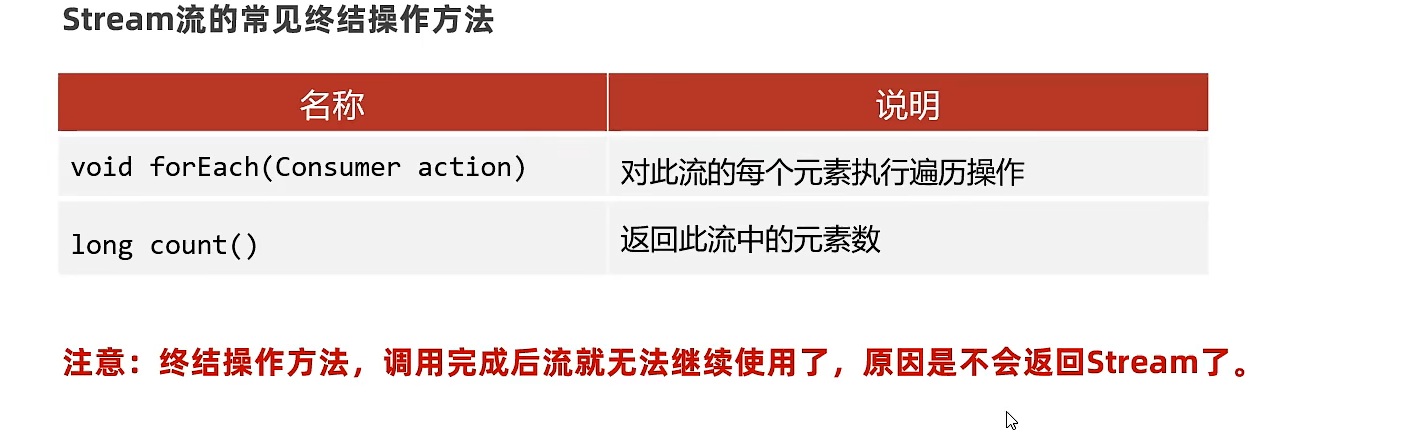 Stream流的常见终结操作方法
名称 说明
void forEach(Consumer action) 对此流的每个元素执行遍历操作
long count() 返回此流中的元素数
注意：终结操作方法，调用完成后流就无法继续使用了，原因是不会返回Stream了。